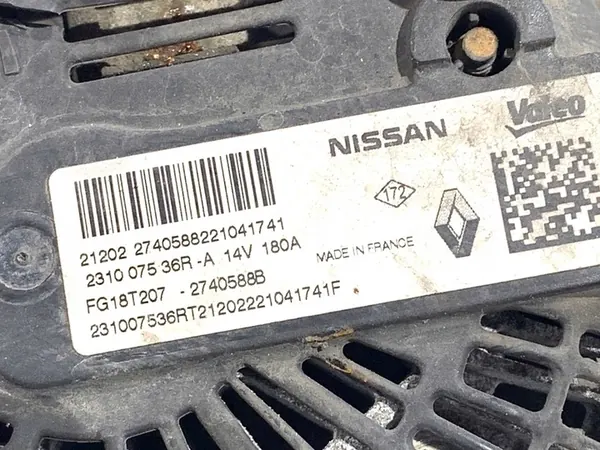 NISSAN
Valeo
172
MADE IN FRANCE
21202 2740588221041741
2310 075 36R -A 14V 180A
FG18T207 - 2740588B
231007536RT21202221041741F